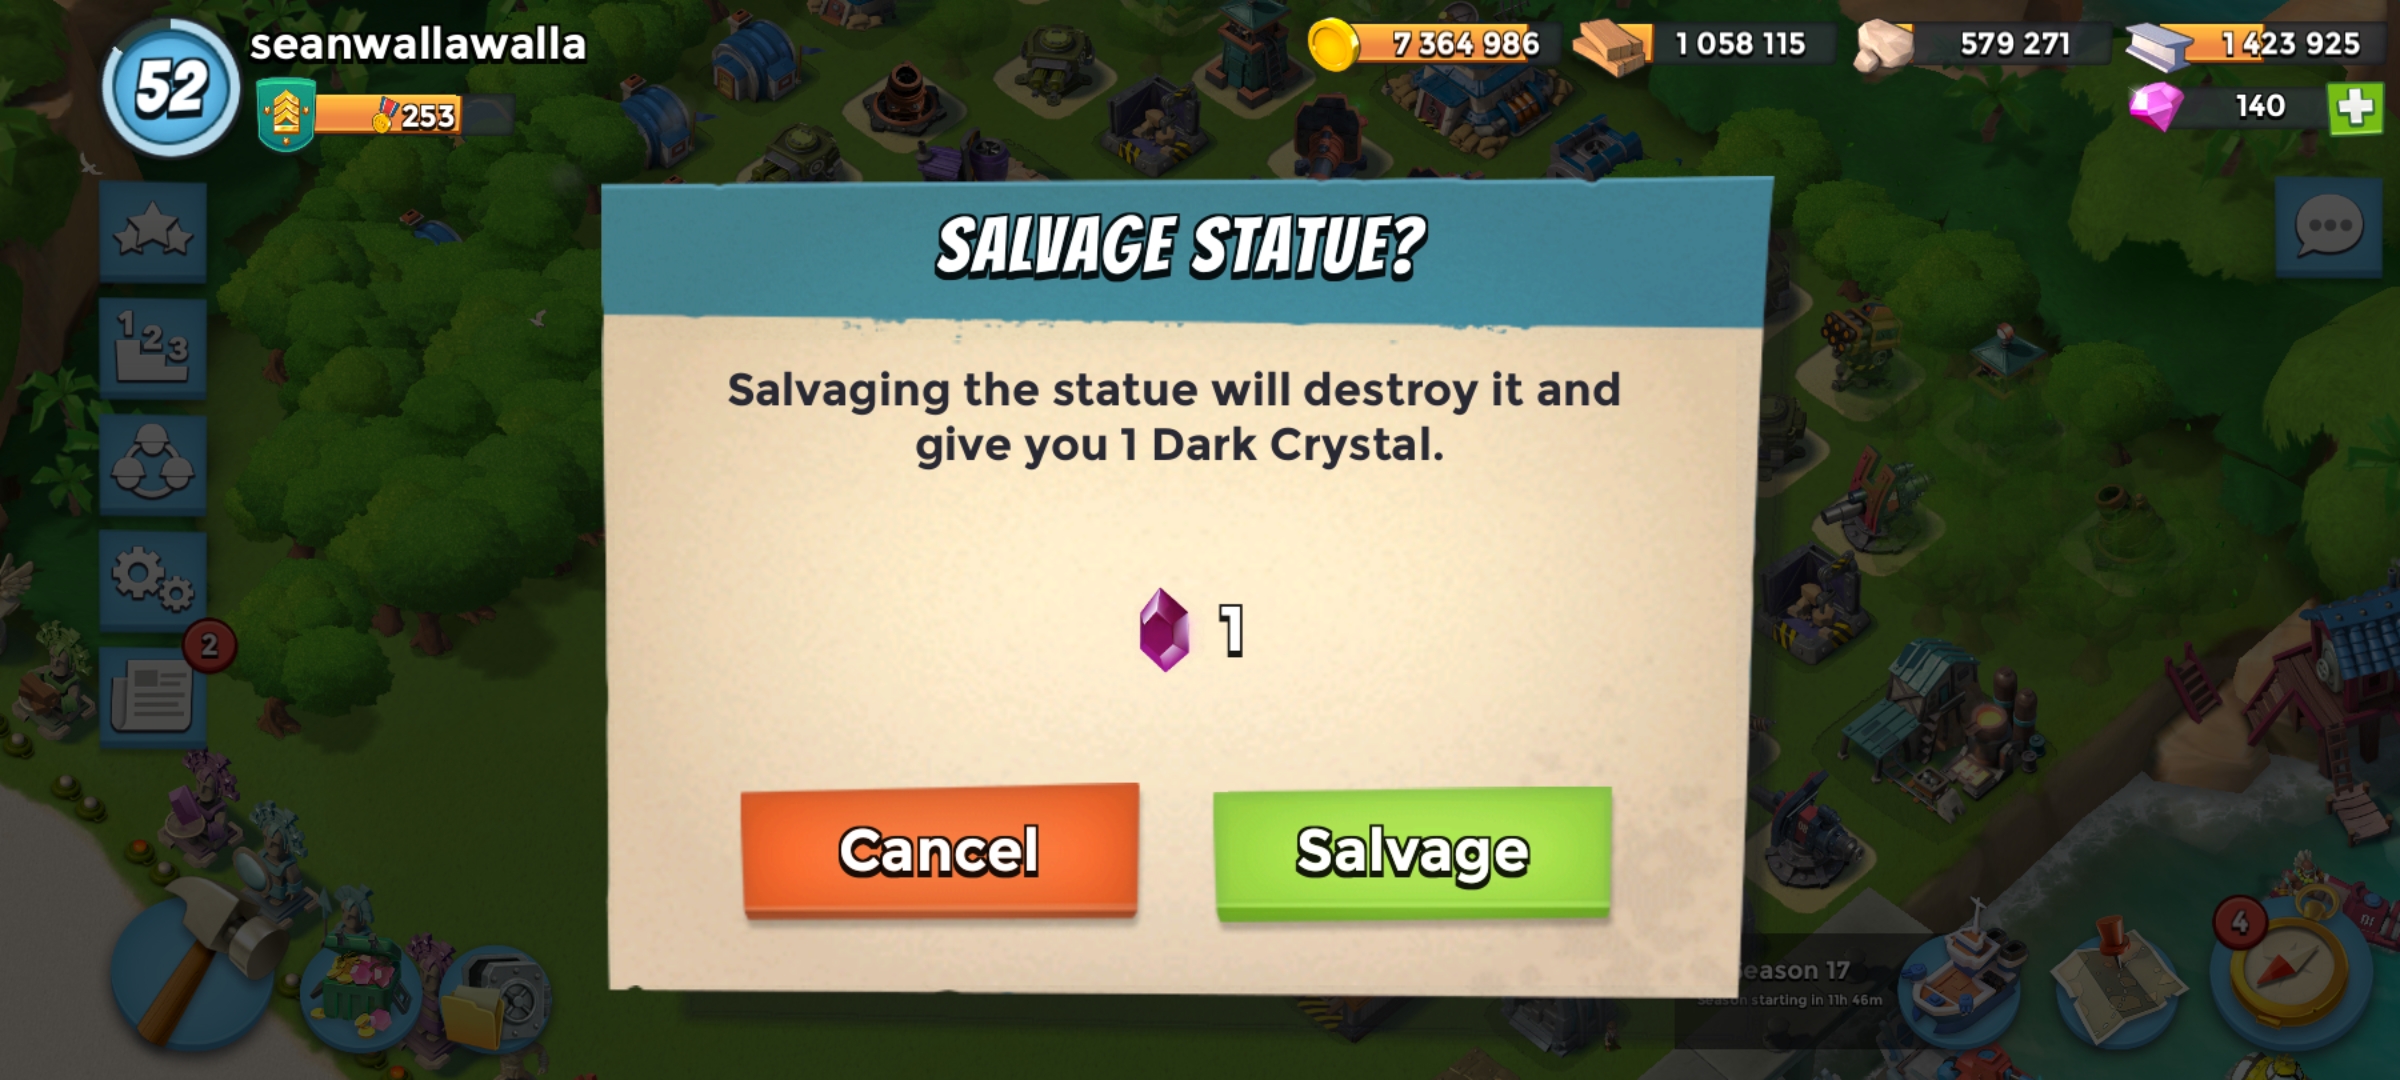 52
seanwallawalla
253
7 364 986
1 058 115
579 271
1 423 925
140
SALVAGE STATUE?
Salvaging the statue will destroy it and
give you 1 Dark Crystal.
1
Cancel
Salvage
1 2 3
2
eason 17
Season starting in 11h 46m
4